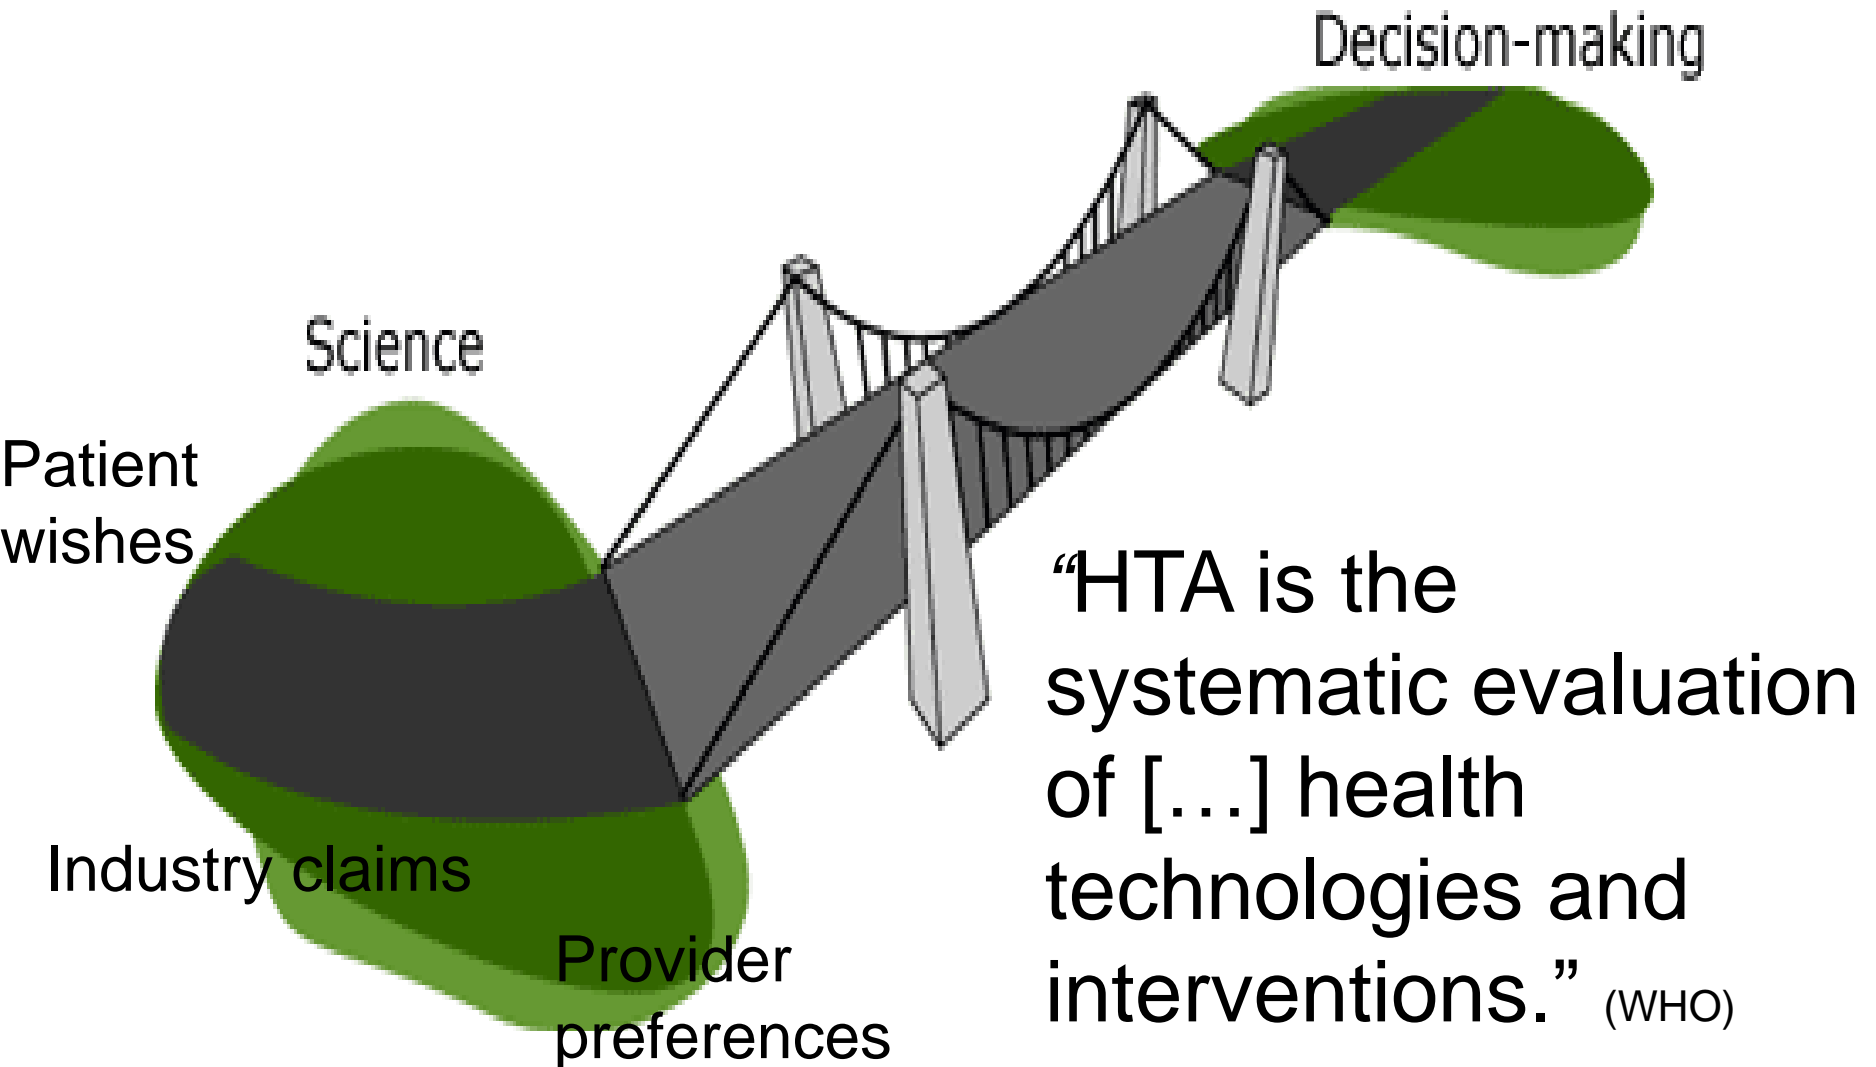 Decision-making
Science
Patient
wishes
Industry claims
Provider
preferences
“HTA is the
systematic evaluation
of […] health
technologies and
interventions.” (WHO)